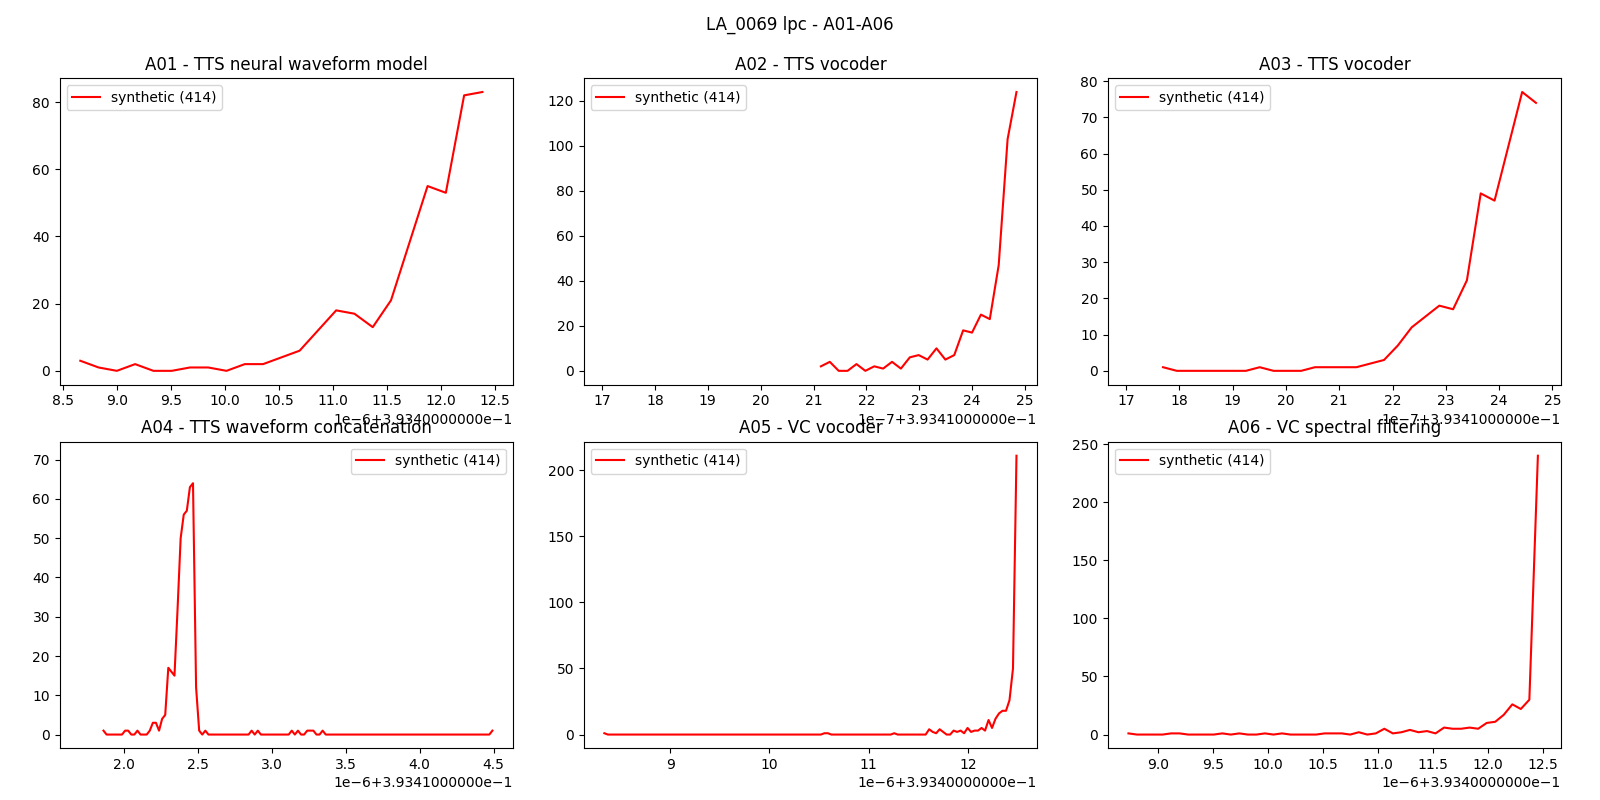 LA_0069 lpc - A01-A06
A01 - TTS neural waveform model
synthetic (414)
80
60
40
20
0
8.5 9.0 9.5 10.0 10.5 11.0 11.5 12.0 12.5
1e-6+3.9340000000e-1
A02 - TTS vocoder
synthetic (414)
120
100
80
60
40
20
0
17 18 19 20 21 22 23 24 25
1e-7+3.9341000000e-1
A03 - TTS vocoder
synthetic (414)
80
70
60
50
40
30
20
10
0
17 18 19 20 21 22 23 24 25
1e-7+3.9341000000e-1
A04 - TTS waveform concatenation
synthetic (414)
70
60
50
40
30
20
10
0
2.0 2.5 3.0 3.5 4.0 4.5
1e-6+3.9341000000e-1
A05 - VC vocoder
synthetic (414)
200
150
100
50
0
9 10 11 12
1e-6+3.9340000000e-1
A06 - VC spectral filtering
synthetic (414)
250
200
150
100
50
0
9.0 9.5 10.0 10.5 11.0 11.5 12.0 12.5
1e-6+3.9340000000e-1